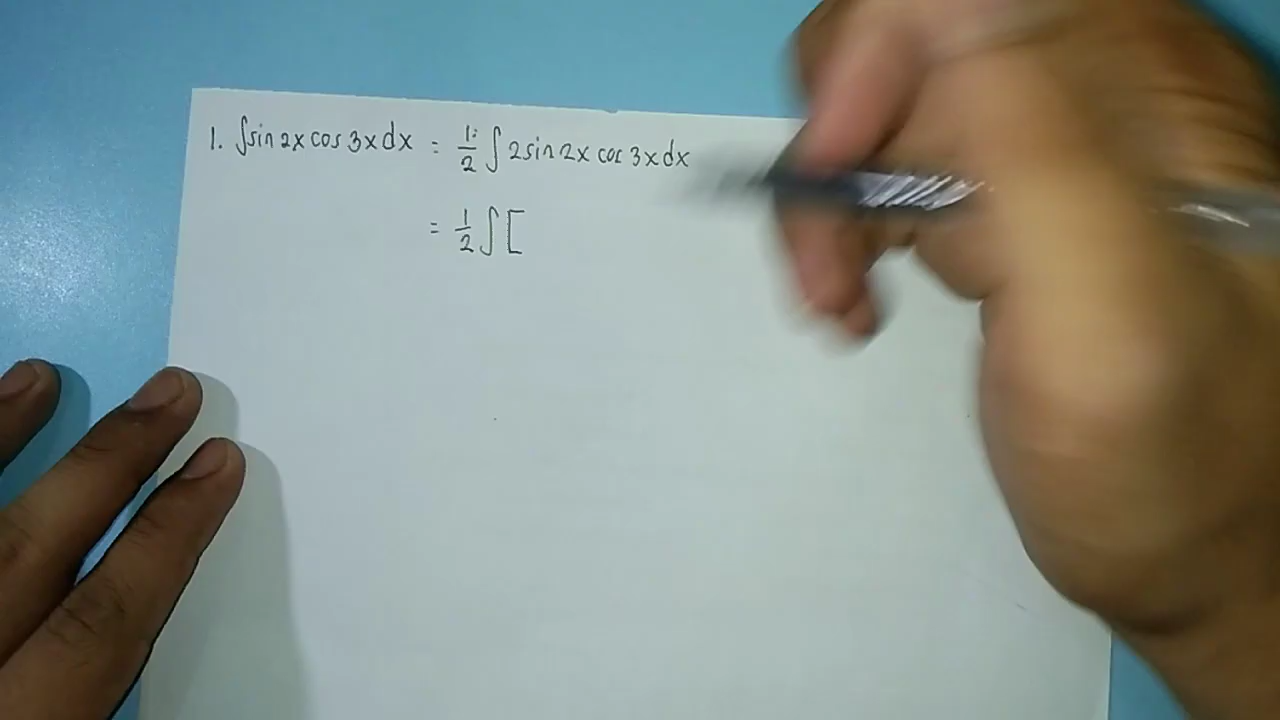 1. ∫sin 2x cos 3x dx = 1/2 ∫ 2sin 2x cos 3x dx
= 1/2 ∫ [